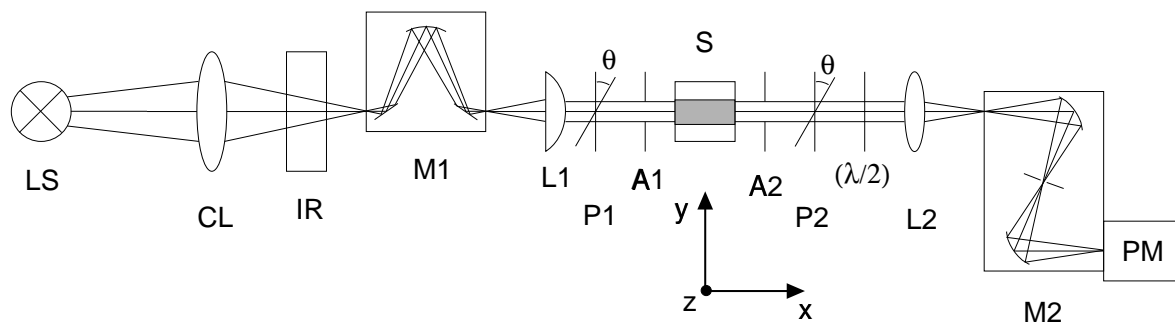 LS
CL
IR
M1
L1
θ
P1
A1
S
A2
θ
P2
(λ/2)
L2
M2
PM
y
z
x